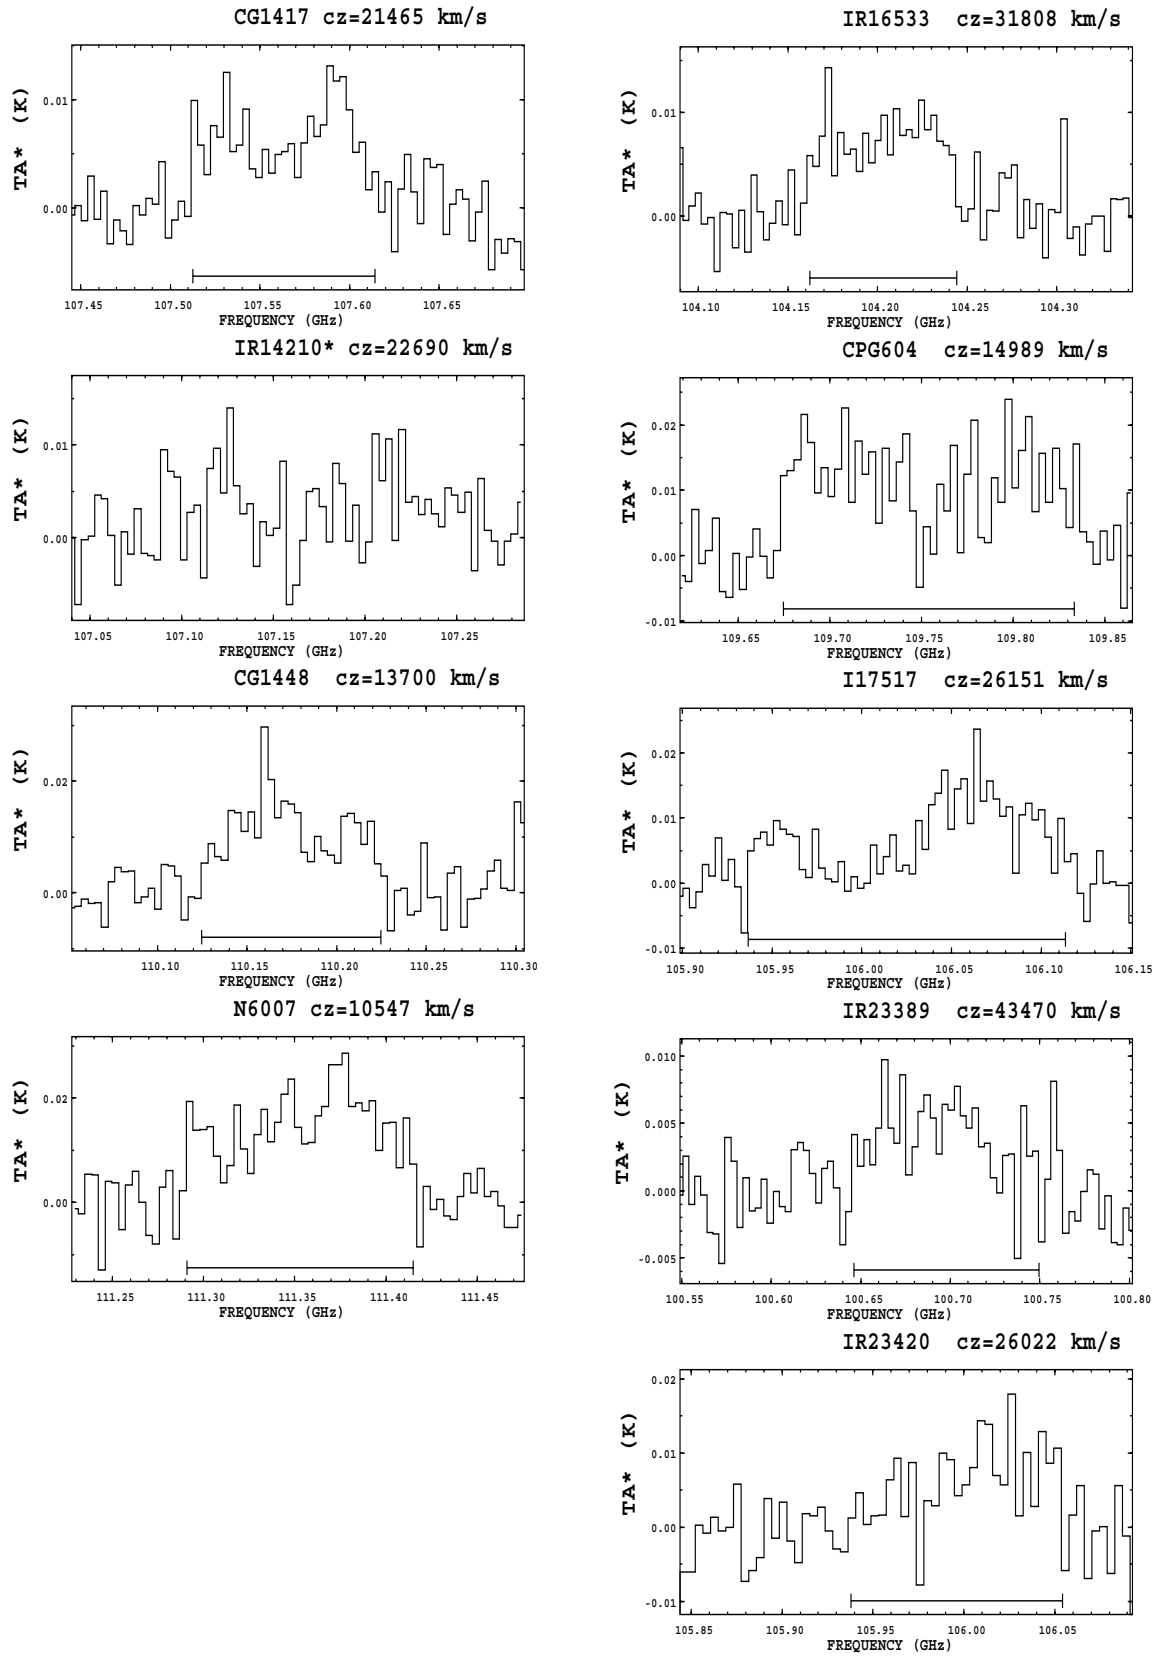 CG1417 cz=21465 km/s
TA* (K)
0.01
0.00
107.45 107.50 107.55 107.60 107.65
FREQUENCY (GHz)
IR16533 cz=31808 km/s
TA* (K)
0.01
0.00
104.10 104.15 104.20 104.25 104.30
FREQUENCY (GHz)
IR14210* cz=22690 km/s
TA* (K)
0.01
0.00
107.05 107.10 107.15 107.20 107.25
FREQUENCY (GHz)
CPG604 cz=14989 km/s
TA* (K)
0.02
0.01
0.00
-0.01
109.65 109.70 109.75 109.80 109.85
FREQUENCY (GHz)
CG1448 cz=13700 km/s
TA* (K)
0.02
0.00
110.10 110.15 110.20 110.25 110.30
FREQUENCY (GHz)
I17517 cz=26151 km/s
TA* (K)
0.02
0.01
0.00
-0.01
105.90 105.95 106.00 106.05 106.10 106.15
FREQUENCY (GHz)
N6007 cz=10547 km/s
TA* (K)
0.02
0.00
111.25 111.30 111.35 111.40 111.45
FREQUENCY (GHz)
IR23389 cz=43470 km/s
TA* (K)
0.010
0.005
0.000
-0.005
100.55 100.60 100.65 100.70 100.75 100.80
FREQUENCY (GHz)
IR23420 cz=26022 km/s
TA* (K)
0.02
0.01
0.00
-0.01
105.85 105.90 105.95 106.00 106.05
FREQUENCY (GHz)